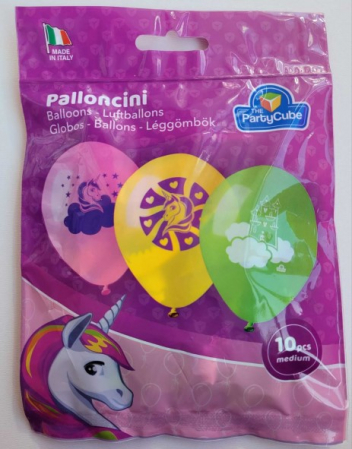 MADE
IN ITALY
Palloncini
Balloons - Luftballons
Globos - Ballons - Léggömbök
THE
PartyCube
10 pcs
medium